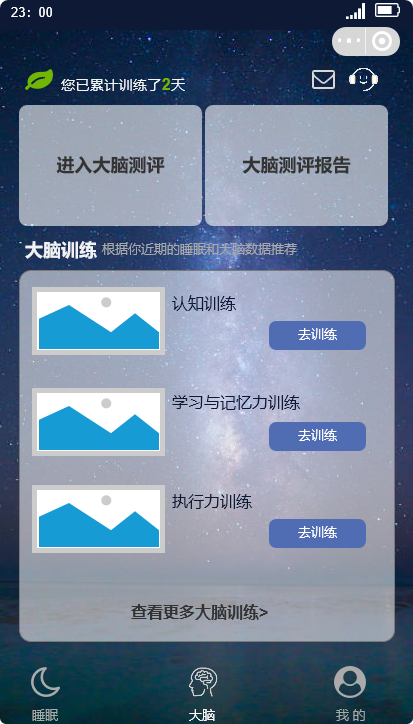 23: 00
您已累计训练了2天
进入大脑测评
大脑测评报告
大脑训练 根据你近期的睡眠和大脑数据推荐
认知训练
去训练
学习与记忆力训练
去训练
执行力训练
去训练
查看更多大脑训练>
睡眠
大脑
我 的